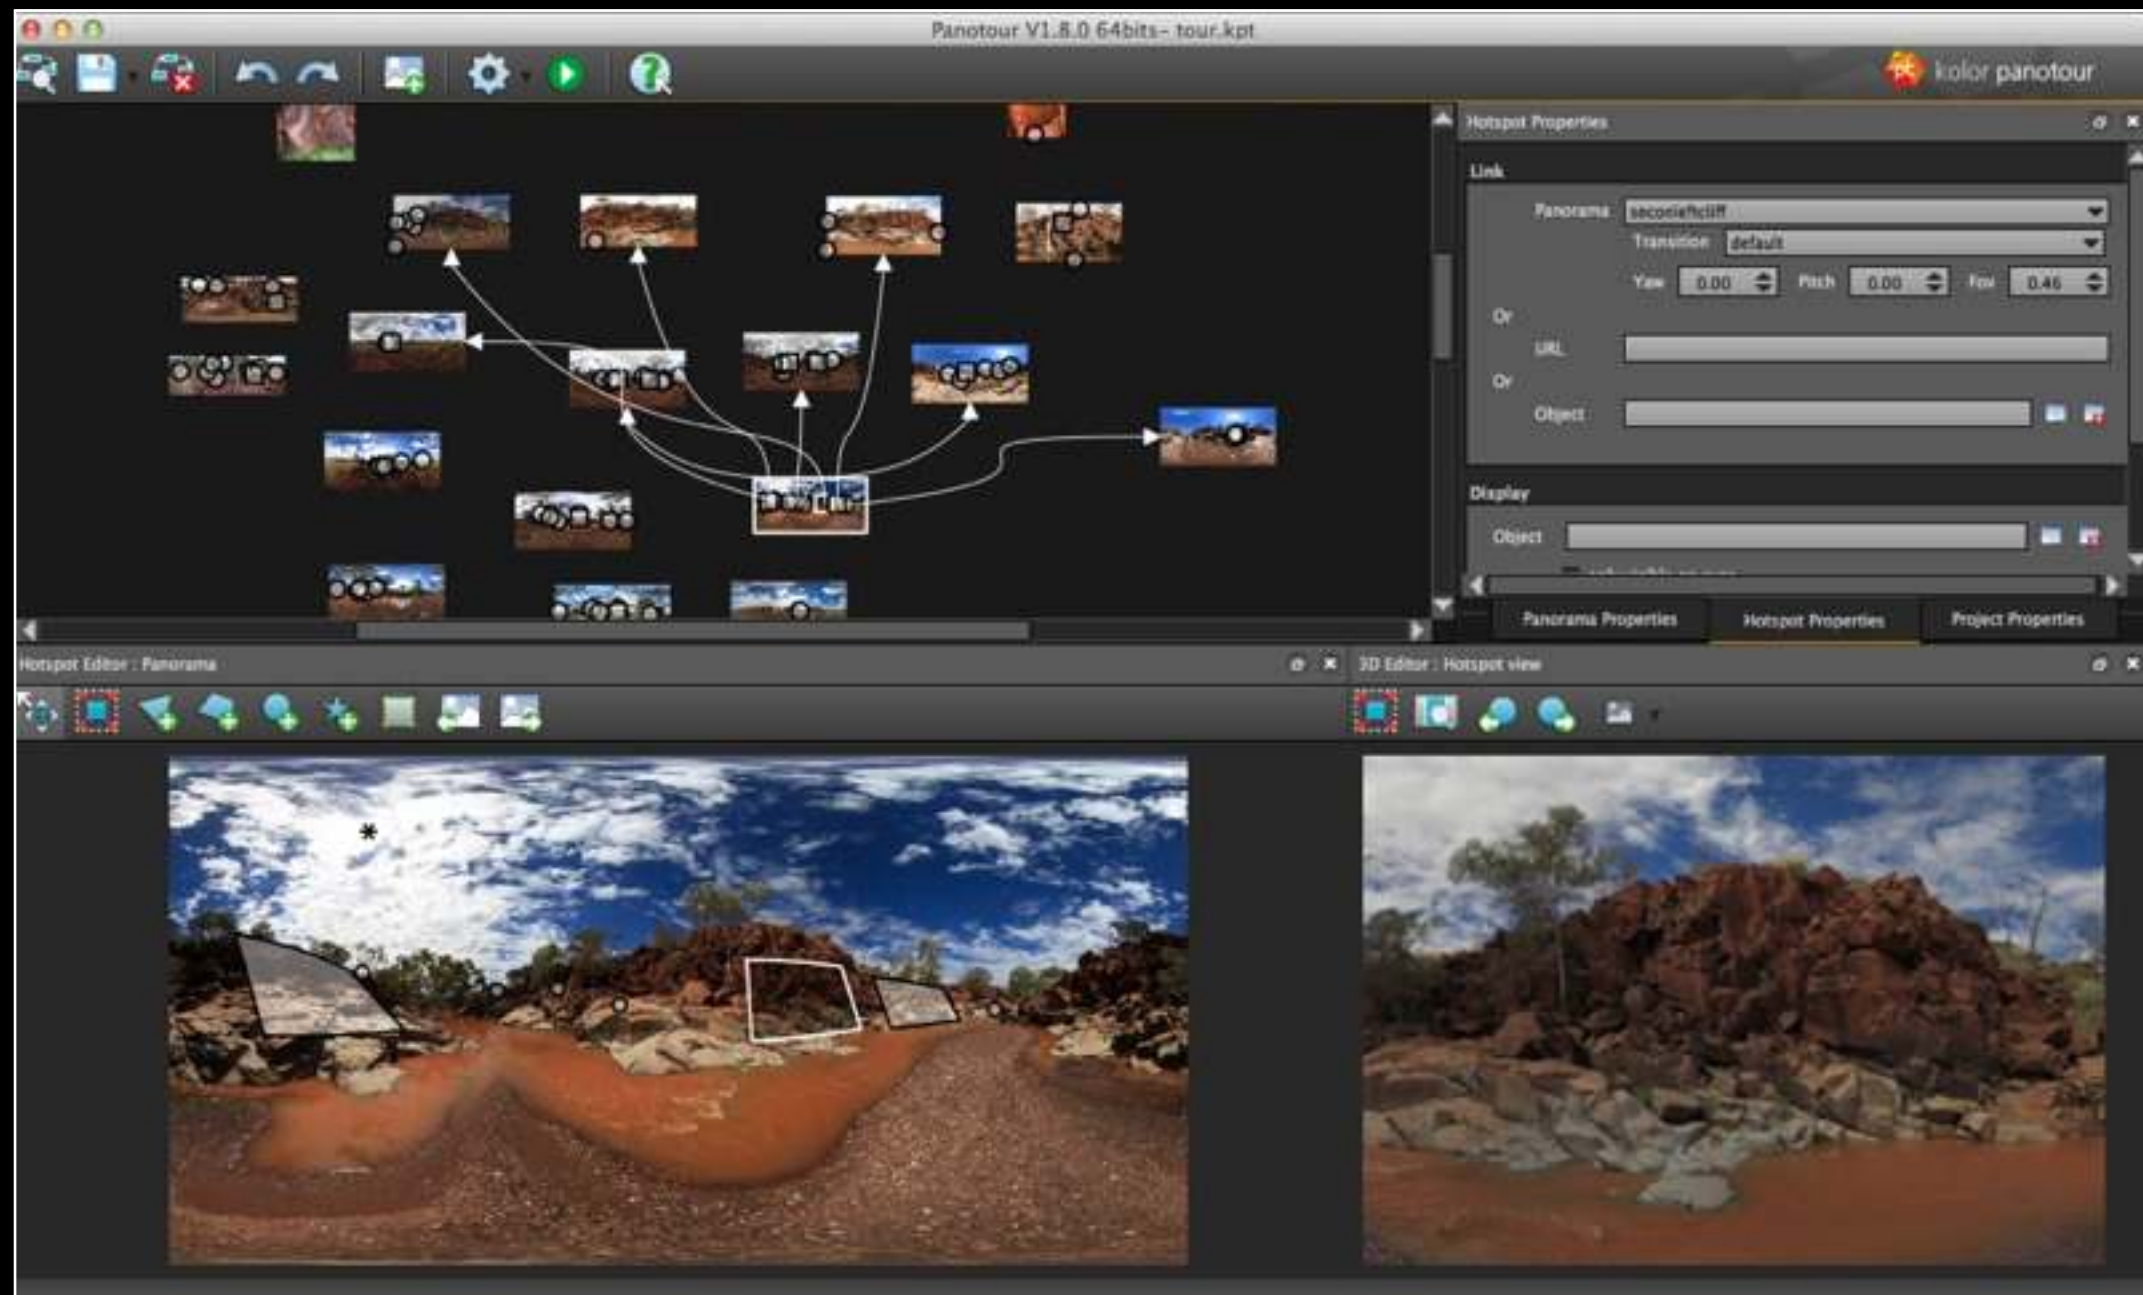 Panotour V1.8.0 64bits- tour.kpt
kolor panotour
Hotspot Properties
Link
Panorama
Transition default
Yaw 0.00 Pitch 0.00 Fov 0.46
Or
URL
Or
Object
Display
Object
Panorama Properties Hotspot Properties Project Properties
Hotspot Editor : Panorama
3D Editor : Hotspot view